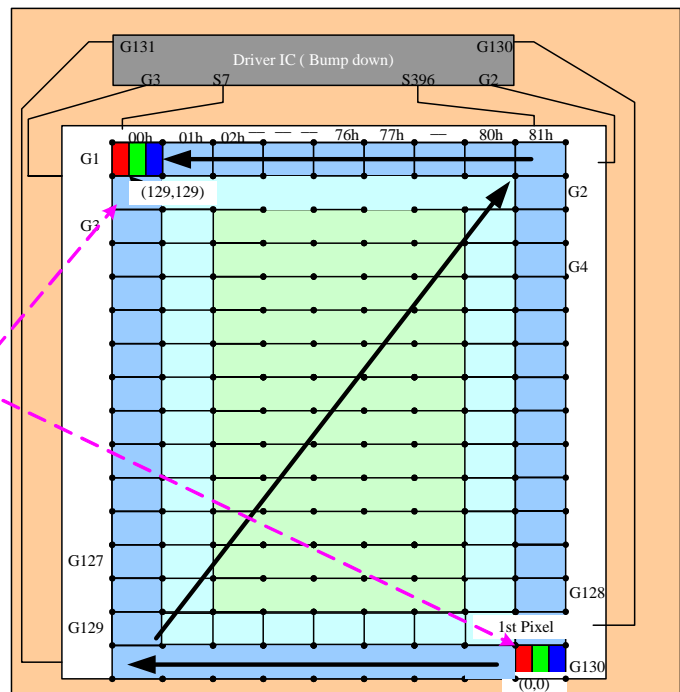 G131 G130
Driver IC ( Bump down)
G3 S7 S396 G2
00h 01h 02h — — — 76h 77h — 80h 81h
G1
(129,129) G2
G3
G4
G127
G128
G129 1st Pixel
G130
(0,0)